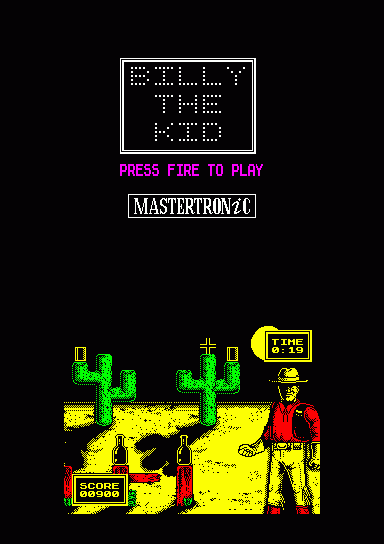 BILLY
THE
KID
PRESS FIRE TO PLAY
MASTERTRONiC
TIME
0:19
SCORE
00900